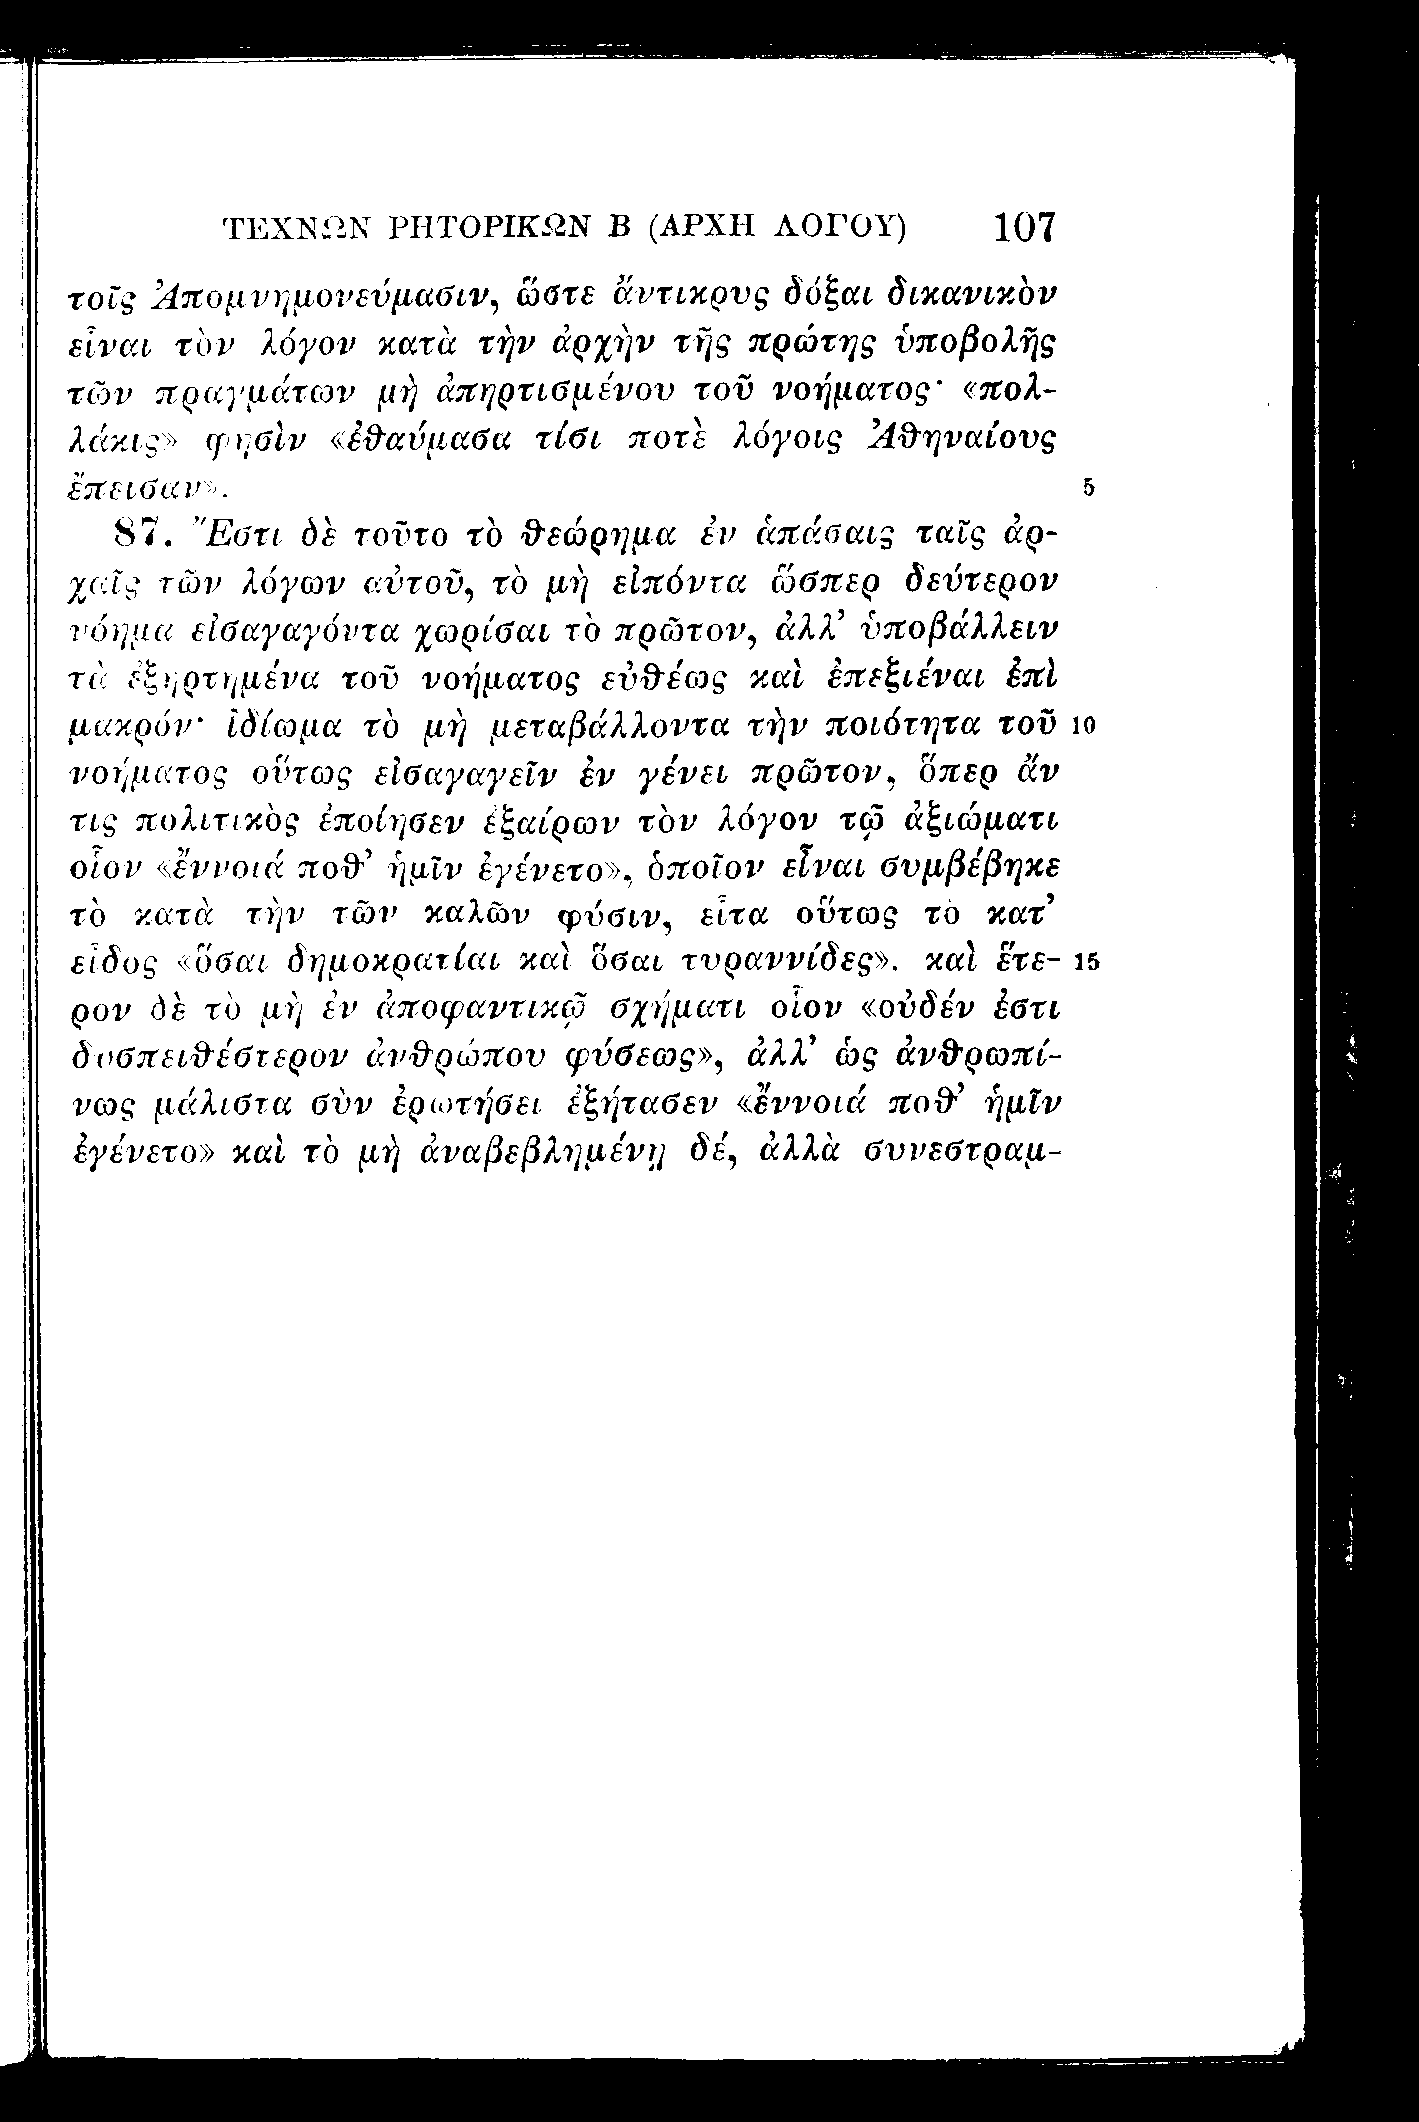 ΤΕΧΝΩΝ ΡΗΤΟΡΙΚΩΝ Β (ΑΡΧΗ ΛΟΓΟΥ) 107
τοῖς Ἀπομνημονεύμασιν, ὥστε ἄντικρυς δόξαι δικανικὸν
εἶναι τὸν λόγον κατὰ τὴν ἀρχὴν τῆς πρώτης ὑποβολῆς
τῶν πραγμάτων μὴ ἀπηρτισμένου τοῦ νοήματος· «πολ-
λάκις» φησὶν «ἐθαύμασα τίσι ποτὲ λόγοις Ἀθηναίους
ἔπεισαν». 5
87. Ἔστι δὲ τοῦτο τὸ θεώρημα ἐν ἁπάσαις ταῖς ἀρ-
χαῖς τῶν λόγων αὐτοῦ, τὸ μὴ εἰπόντα ὥσπερ δεύτερον
νόημα εἰσαγαγόντα χωρίσαι τὸ πρῶτον, ἀλλ’ ὑποβάλλειν
τὰ ἐξηρτημένα τοῦ νοήματος εὐθέως καὶ ἐπεξιέναι ἐπὶ
μακρόν· ἰδίωμα τὸ μὴ μεταβάλλοντα τὴν ποιότητα τοῦ 10
νοήματος οὕτως εἰσαγαγεῖν ἐν γένει πρῶτον, ὅπερ ἄν
τις πολιτικὸς ἐποίησεν ἐξαίρων τὸν λόγον τῷ ἀξιώματι
οἷον «ἔννοιά ποθ’ ἡμῖν ἐγένετο», ὁποῖον εἶναι συμβέβηκε
τὸ κατὰ τὴν τῶν καλῶν φύσιν, εἶτα οὕτως τὸ κατ’
εἶδος «ὅσαι δημοκρατίαι καὶ ὅσαι τυραννίδες». καὶ ἕτε- 15
ρον δὲ τὸ μὴ ἐν ἀποφαντικῷ σχήματι οἷον «οὐδέν ἐστι
δυσπειθέστερον ἀνθρώπου φύσεως», ἀλλ’ ὡς ἀνθρωπί-
νως μάλιστα σὺν ἐρωτήσει ἐξήτασεν «ἔννοιά ποθ’ ἡμῖν
ἐγένετο» καὶ τὸ μὴ ἀναβεβλημένῃ δέ, ἀλλὰ συνεστραμ-